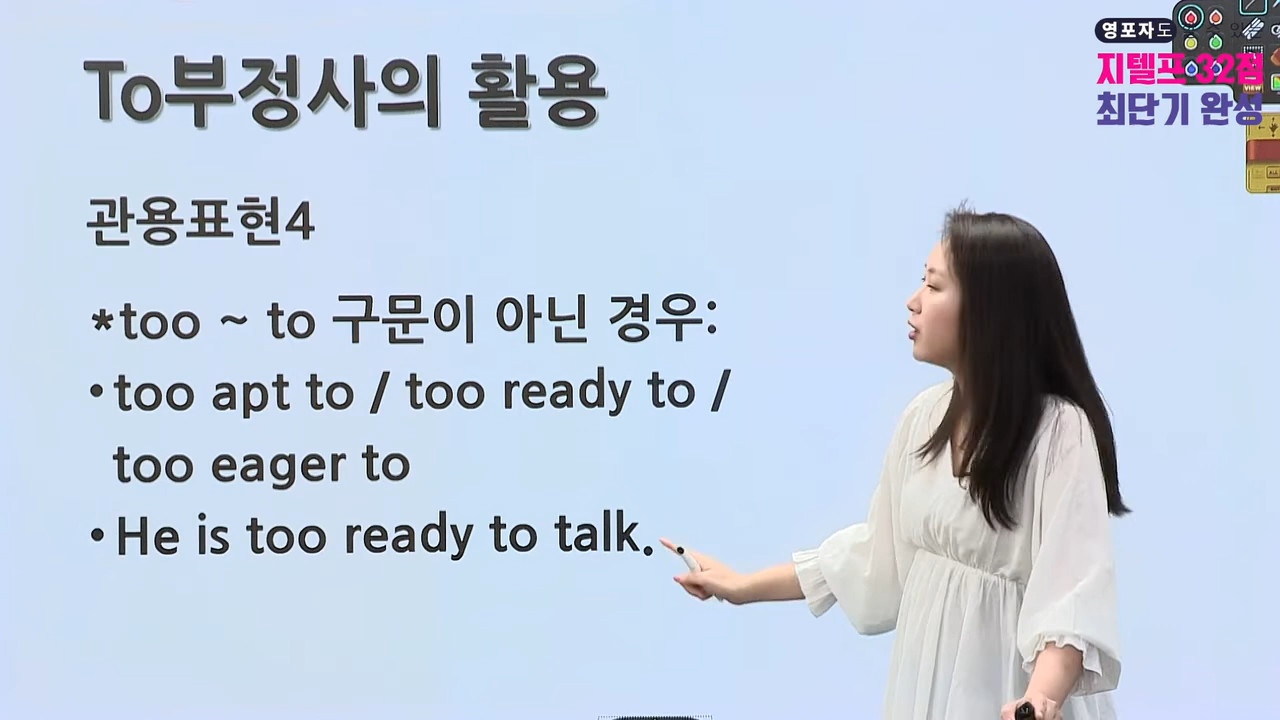 To부정사의 활용
관용표현4
*too ~ to 구문이 아닌 경우:
•too apt to / too ready to /
too eager to
•He is too ready to talk.
영포자도
지텔프 32점
최단기 완성
VIEW